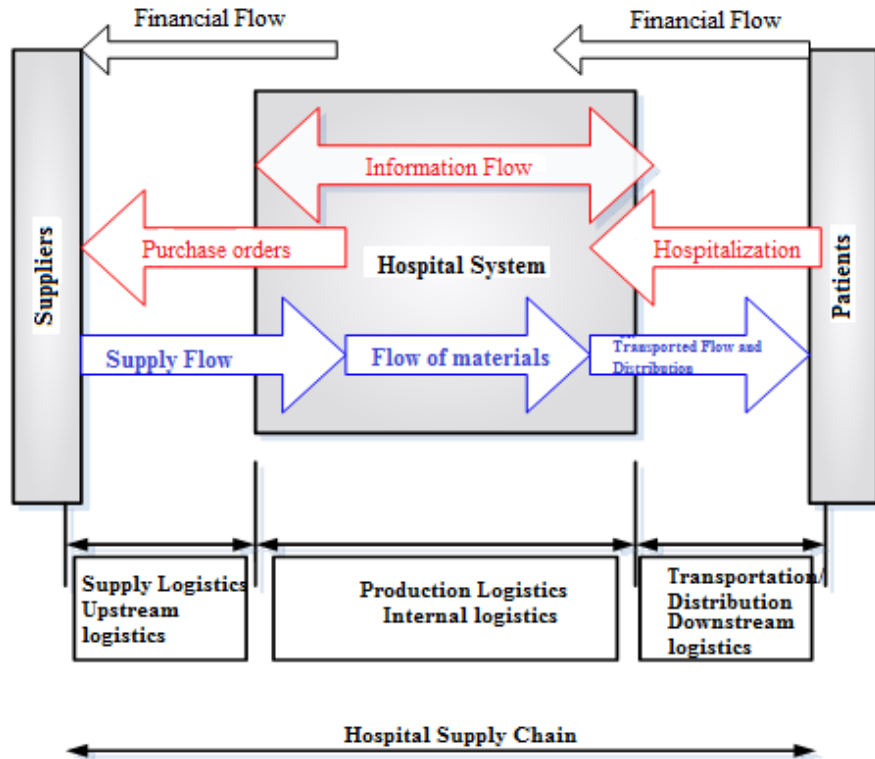 Financial Flow
Financial Flow
Information Flow
Purchase orders
Hospitalization
Suppliers
Hospital System
Patients
Supply Flow
Flow of materials
Transported Flow and
Distribution
Supply Logistics
Upstream
logistics
Production Logistics
Internal logistics
Transportation/
Distribution
Downstream
logistics
Hospital Supply Chain